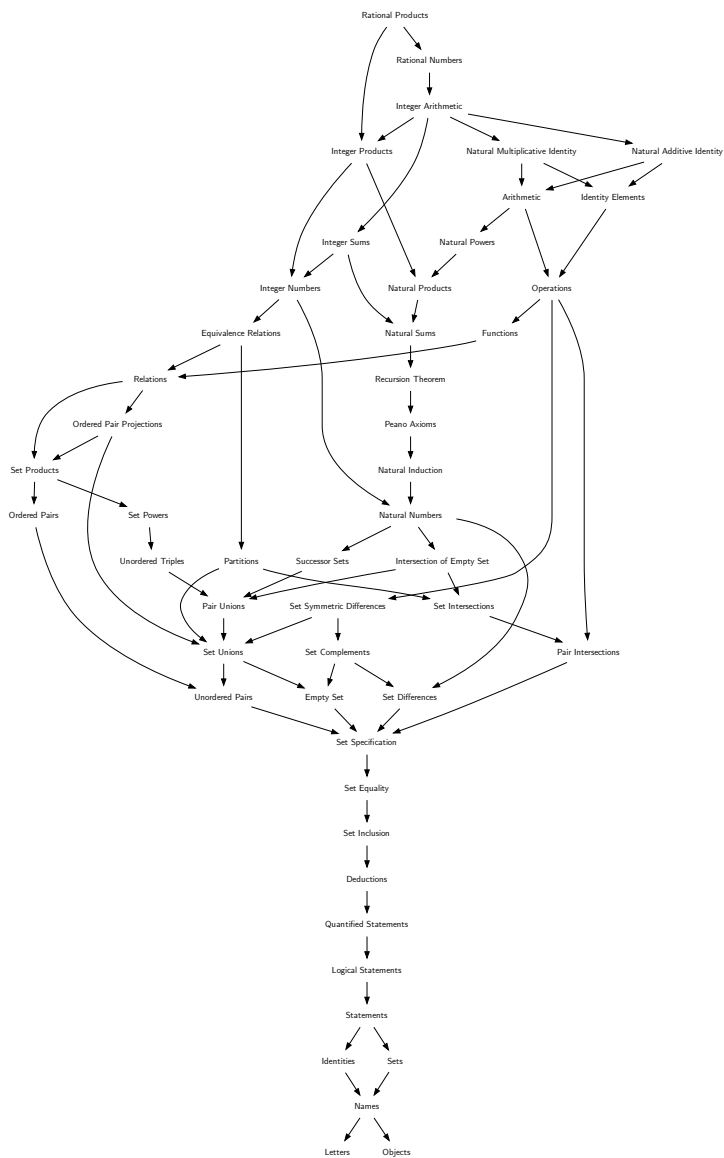 Rational Products
Rational Numbers
Integer Arithmetic
Integer Products
Natural Multiplicative Identity
Natural Additive Identity
Arithmetic
Identity Elements
Integer Sums
Natural Powers
Integer Numbers
Natural Products
Operations
Equivalence Relations
Natural Sums
Functions
Relations
Recursion Theorem
Ordered Pair Projections
Peano Axioms
Set Products
Natural Induction
Ordered Pairs
Set Powers
Natural Numbers
Unordered Triples
Partitions
Successor Sets
Intersection of Empty Set
Pair Unions
Set Symmetric Differences
Set Intersections
Set Unions
Set Complements
Pair Intersections
Unordered Pairs
Empty Set
Set Differences
Set Specification
Set Equality
Set Inclusion
Deductions
Quantified Statements
Logical Statements
Statements
Identities
Sets
Names
Letters
Objects